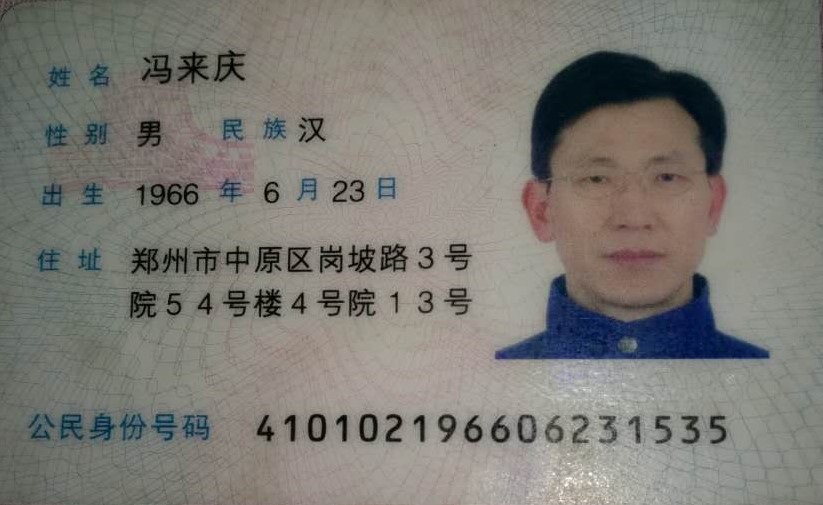 姓名 冯来庆
性别 男 民族 汉
出生 1966 年 6 月 23 日
住址 郑州市中原区岗坡路3号
院54号楼4号院13号
公民身份号码 410102196606231535